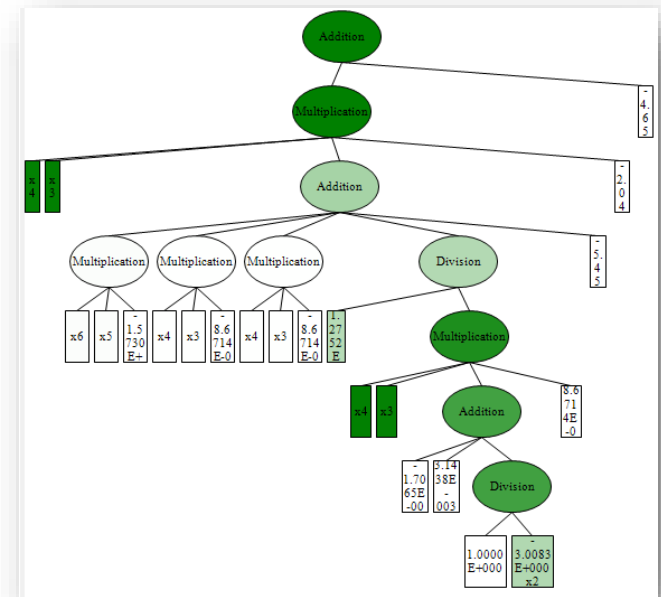 Addition
Multiplication
-
4.
6
5
x
4
x
3
Addition
-
2.
0
4
Multiplication
Multiplication
Multiplication
Division
-
5.
4
5
x6
x5
-
1.5
730
E+
x4
x3
-
8.6
714
E-0
x4
x3
-
8.6
714
E-0
1.
27
52
E
Multiplication
x4
x3
Addition
8.6
71
4E
-0
-
1.70
65E
-00
3.14
38E
-
003
Division
1.0000
E+000
-
3.0083
E+000
x2